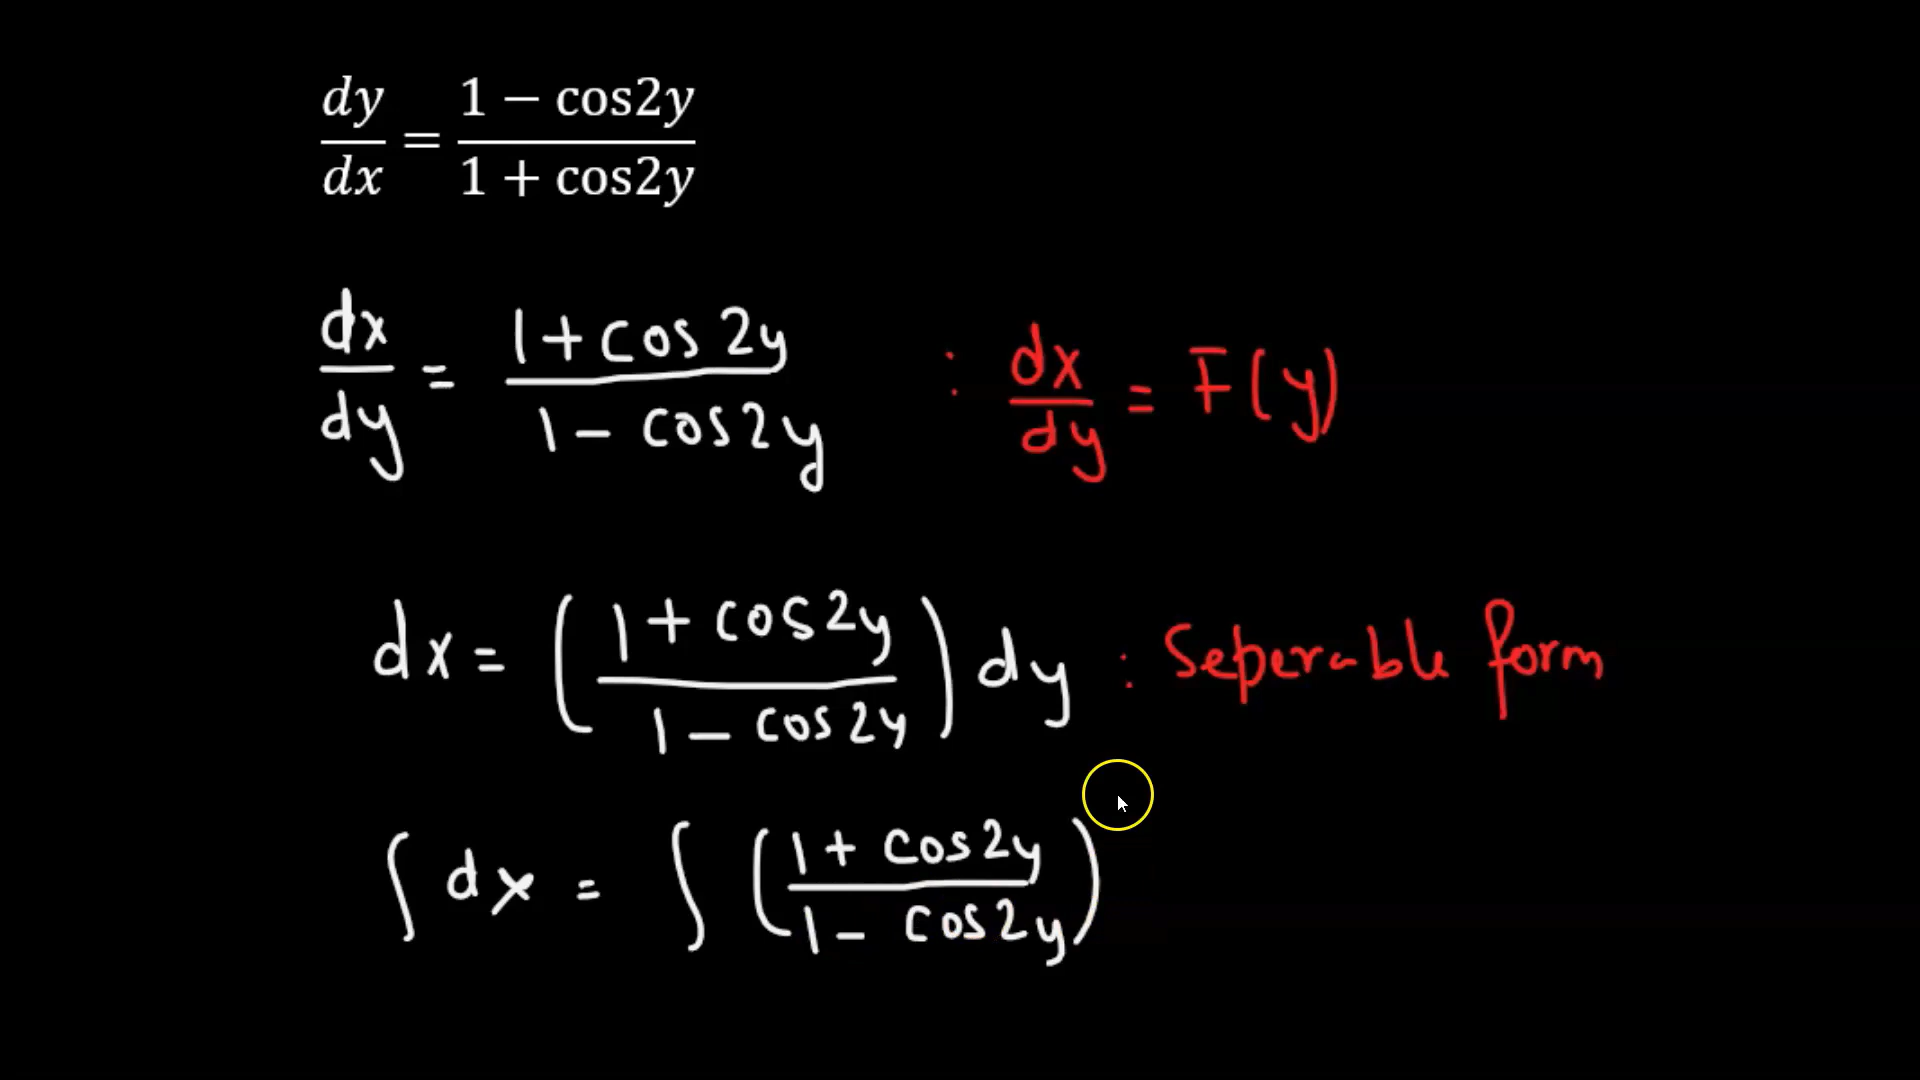 dy/dx = (1 − cos2y)/(1 + cos2y)
dx/dy = (1 + cos 2y)/(1 − cos2y) : dx/dy = F(y)
dx = ((1 + cos2y)/(1 − cos2y)) dy : Seperable form
∫ dx = ∫ ((1 + cos2y)/(1 − cos2y))